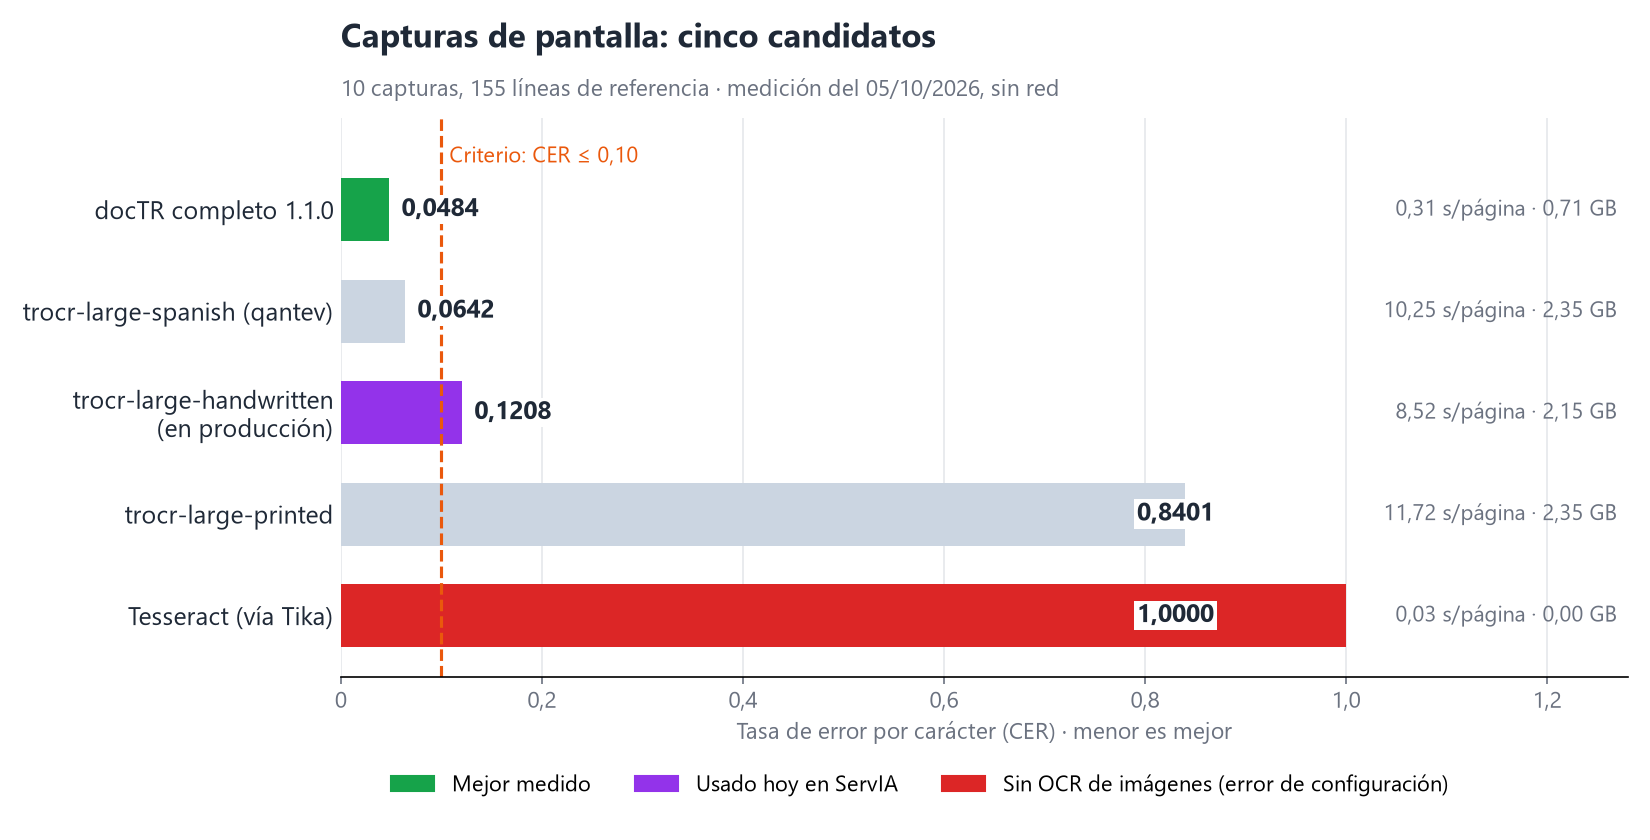 Capturas de pantalla: cinco candidatos
10 capturas, 155 líneas de referencia · medición del 05/10/2026, sin red
Criterio: CER ≤ 0,10
docTR completo 1.1.0 0,0484 0,31 s/página · 0,71 GB
trocr-large-spanish (qantev) 0,0642 10,25 s/página · 2,35 GB
trocr-large-handwritten
(en producción) 0,1208 8,52 s/página · 2,15 GB
trocr-large-printed 0,8401 11,72 s/página · 2,35 GB
Tesseract (vía Tika) 1,0000 0,03 s/página · 0,00 GB
0 0,2 0,4 0,6 0,8 1,0 1,2
Tasa de error por carácter (CER) · menor es mejor
Mejor medido Usado hoy en ServIA Sin OCR de imágenes (error de configuración)